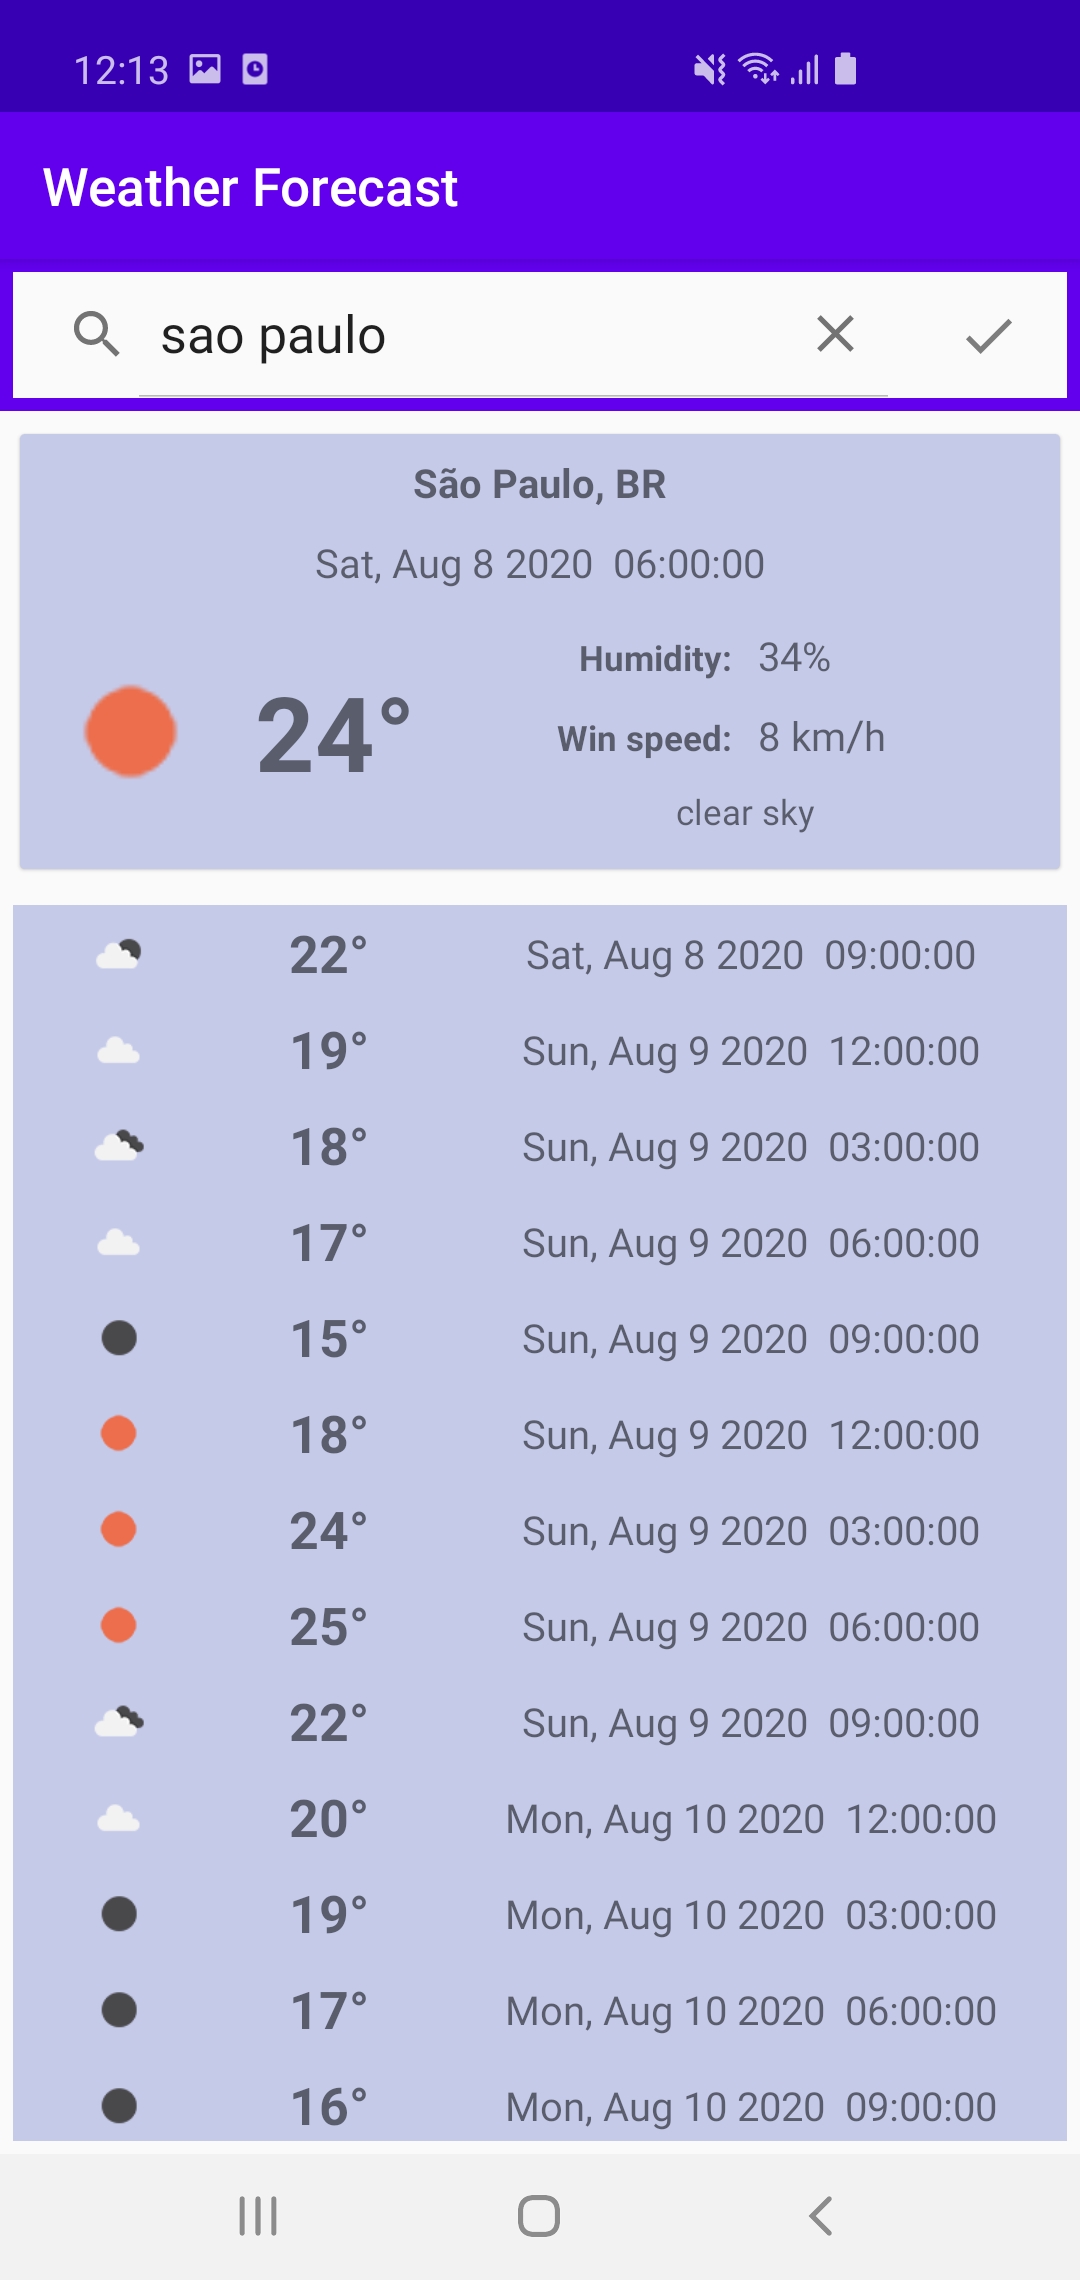 12:13
Weather Forecast
sao paulo
São Paulo, BR
Sat, Aug 8 2020  06:00:00
Humidity: 34%
24° Win speed: 8 km/h
clear sky
22° Sat, Aug 8 2020  09:00:00
19° Sun, Aug 9 2020  12:00:00
18° Sun, Aug 9 2020  03:00:00
17° Sun, Aug 9 2020  06:00:00
15° Sun, Aug 9 2020  09:00:00
18° Sun, Aug 9 2020  12:00:00
24° Sun, Aug 9 2020  03:00:00
25° Sun, Aug 9 2020  06:00:00
22° Sun, Aug 9 2020  09:00:00
20° Mon, Aug 10 2020  12:00:00
19° Mon, Aug 10 2020  03:00:00
17° Mon, Aug 10 2020  06:00:00
16° Mon, Aug 10 2020  09:00:00